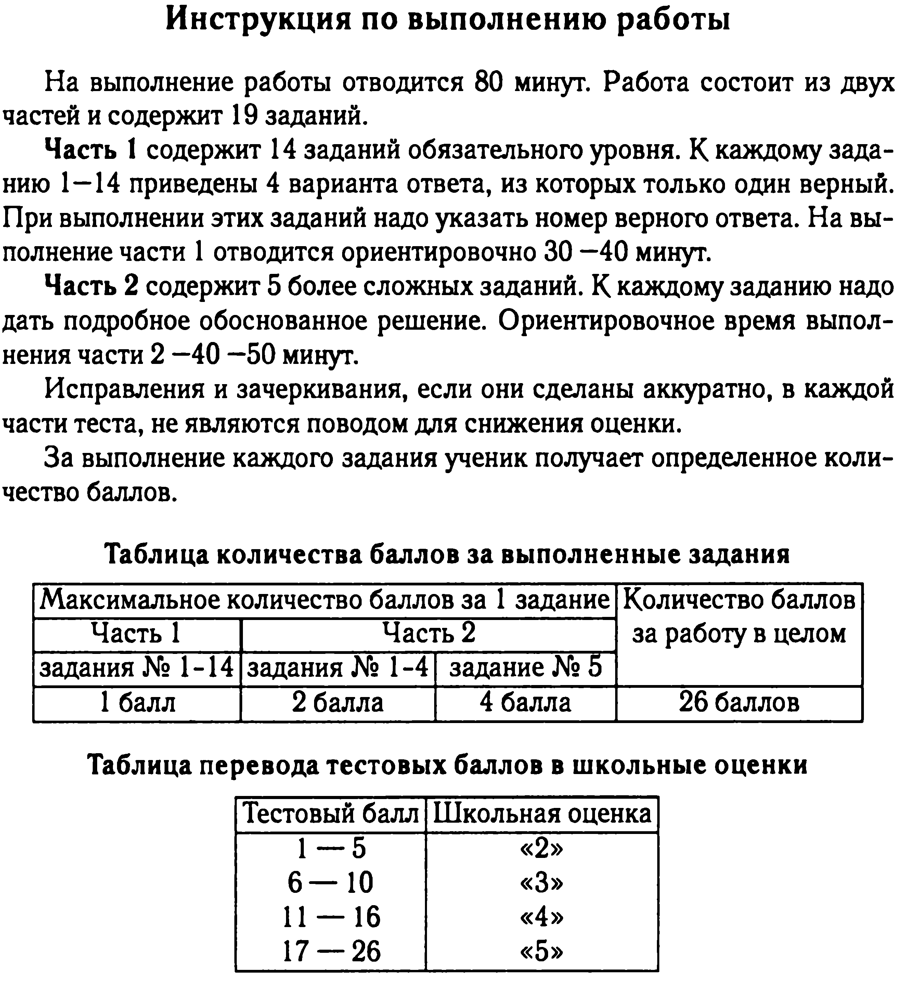 Инструкция по выполнению работы
На выполнение работы отводится 80 минут. Работа состоит из двух
частей и содержит 19 заданий.
Часть 1 содержит 14 заданий обязательного уровня. К каждому зада-
нию 1—14 приведены 4 варианта ответа, из которых только один верный.
При выполнении этих заданий надо указать номер верного ответа. На вы-
полнение части 1 отводится ориентировочно 30 —40 минут.
Часть 2 содержит 5 более сложных заданий. К каждому заданию надо
дать подробное обоснованное решение. Ориентировочное время выпол-
нения части 2 —40 —50 минут.
Исправления и зачеркивания, если они сделаны аккуратно, в каждой
части теста, не являются поводом для снижения оценки.
За выполнение каждого задания ученик получает определенное коли-
чество баллов.
Таблица количества баллов за выполненные задания
Максимальное количество баллов за 1 задание Количество баллов
Часть 1 Часть 2 за работу в целом
задания № 1-14 задания № 1-4 задание № 5
1 балл 2 балла 4 балла 26 баллов
Таблица перевода тестовых баллов в школьные оценки
Тестовый балл Школьная оценка
1 — 5 «2»
6 — 10 «3»
11 — 16 «4»
17 — 26 «5»